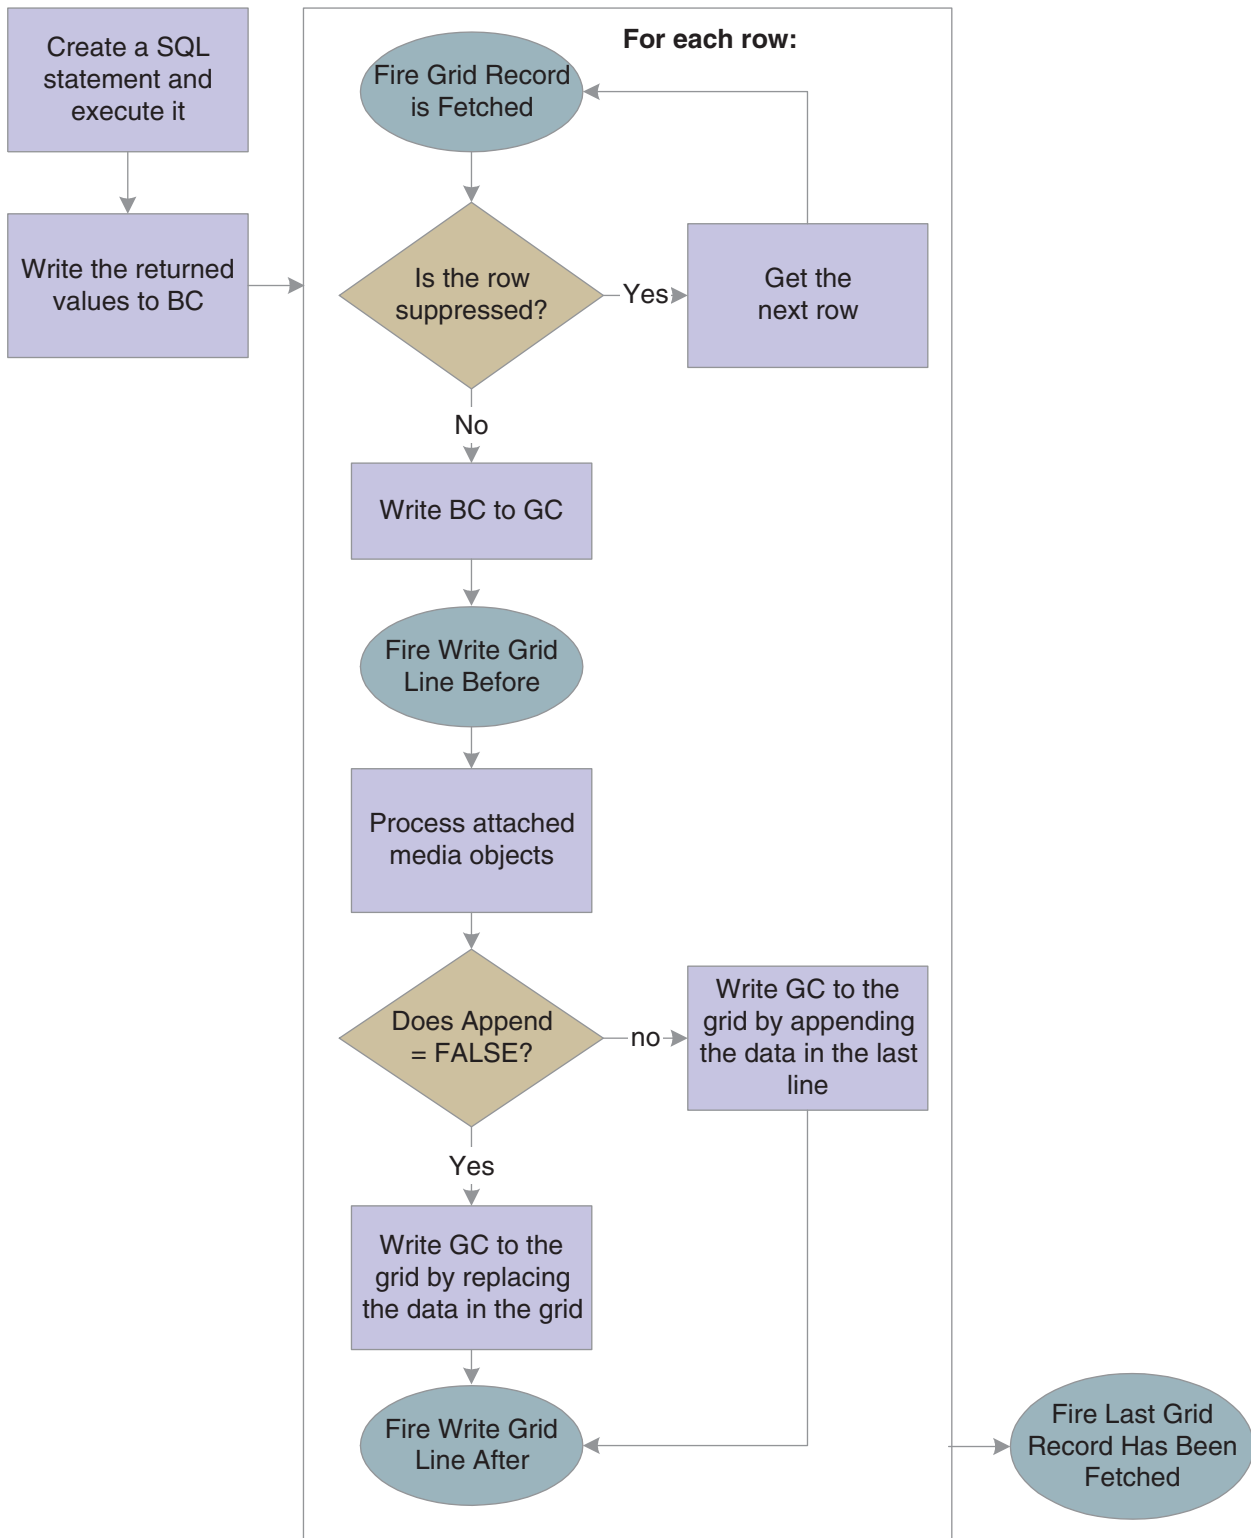 Create a SQL
statement and
execute it
Write the returned
values to BC
For each row:
Fire Grid Record
is Fetched
Is the row
suppressed?
Yes
Get the
next row
No
Write BC to GC
Fire Write Grid
Line Before
Process attached
media objects
Does Append
= FALSE?
no
Write GC to the
grid by appending
the data in the last
line
Yes
Write GC to the
grid by replacing
the data in the grid
Fire Write Grid
Line After
Fire Last Grid
Record Has Been
Fetched